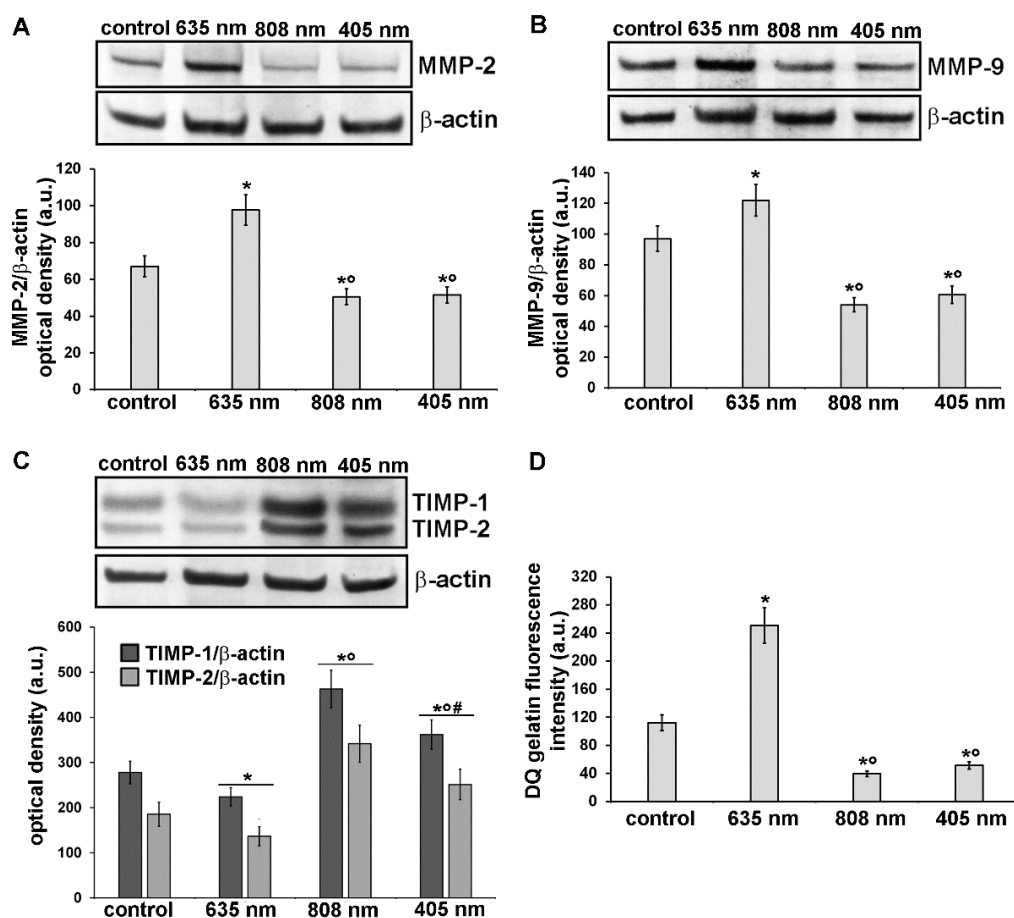 A
control 635 nm 808 nm 405 nm
MMP-2
β-actin
MMP-2/β-actin
optical density (a.u.)
120
100
80
60
40
20
0
*
*°
*°
control 635 nm 808 nm 405 nm
B
control 635 nm 808 nm 405 nm
MMP-9
β-actin
MMP-9/β-actin
optical density (a.u.)
140
120
100
80
60
40
20
0
*
*°
*°
control 635 nm 808 nm 405 nm
C
control 635 nm 808 nm 405 nm
TIMP-1
TIMP-2
β-actin
optical density (a.u.)
600
500
400
300
200
100
0
TIMP-1/β-actin
TIMP-2/β-actin
*
*°
*°#
control 635 nm 808 nm 405 nm
D
DQ gelatin fluorescence
intensity (a.u.)
320
280
240
200
160
120
80
40
0
*
*°
*°
control 635 nm 808 nm 405 nm